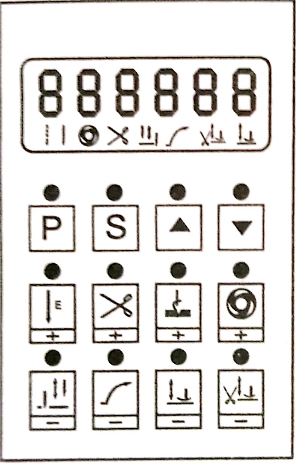 888888
P S
E
+ + + +
- - - -